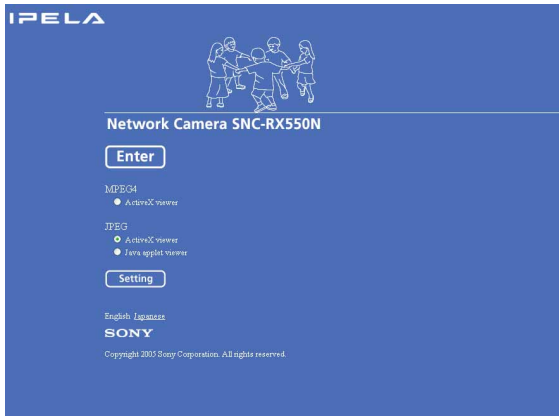 IPELA
Network Camera SNC-RX550N
Enter
MPEG4
ActiveX viewer
JPEG
ActiveX viewer
Java applet viewer
Setting
English Japanese
SONY
Copyright 2005 Sony Corporation. All rights reserved.